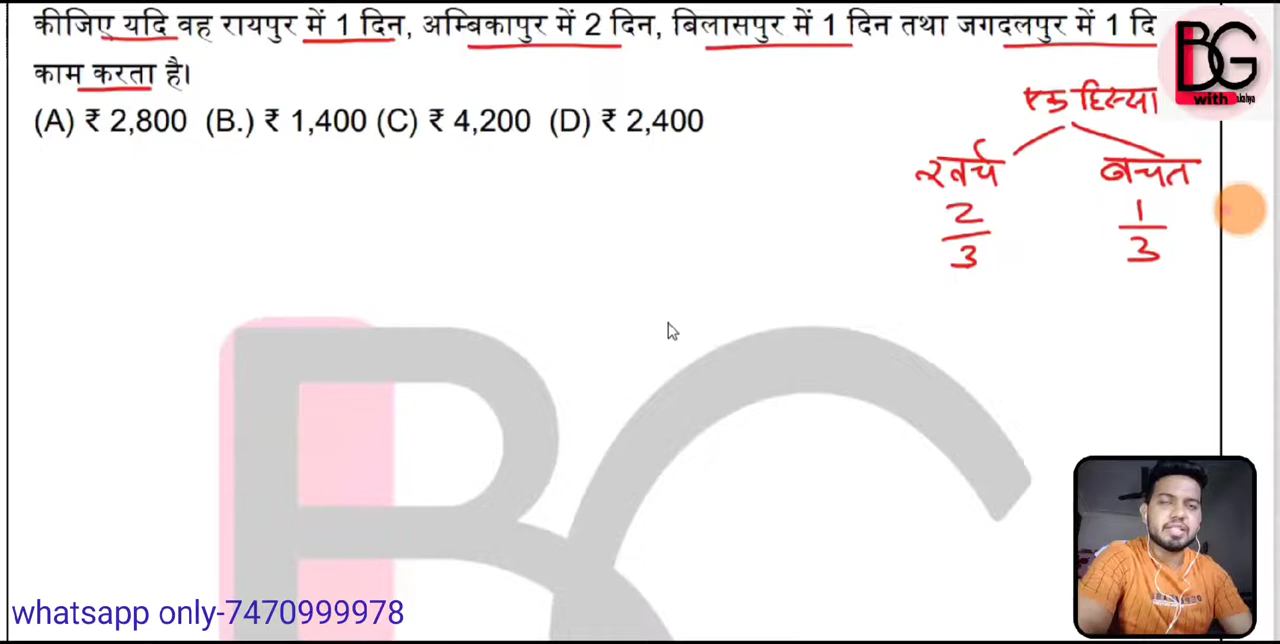 कीजिए यदि वह रायपुर में 1 दिन, अम्बिकापुर में 2 दिन, बिलासपुर में 1 दिन तथा जगदलपुर में 1 दि
काम करता है।
(A) ₹ 2,800 (B.) ₹ 1,400 (C) ₹ 4,200 (D) ₹ 2,400
BG
with
एक हिस्सा
खर्च बचत
2/3 1/3
whatsapp only-7470999978